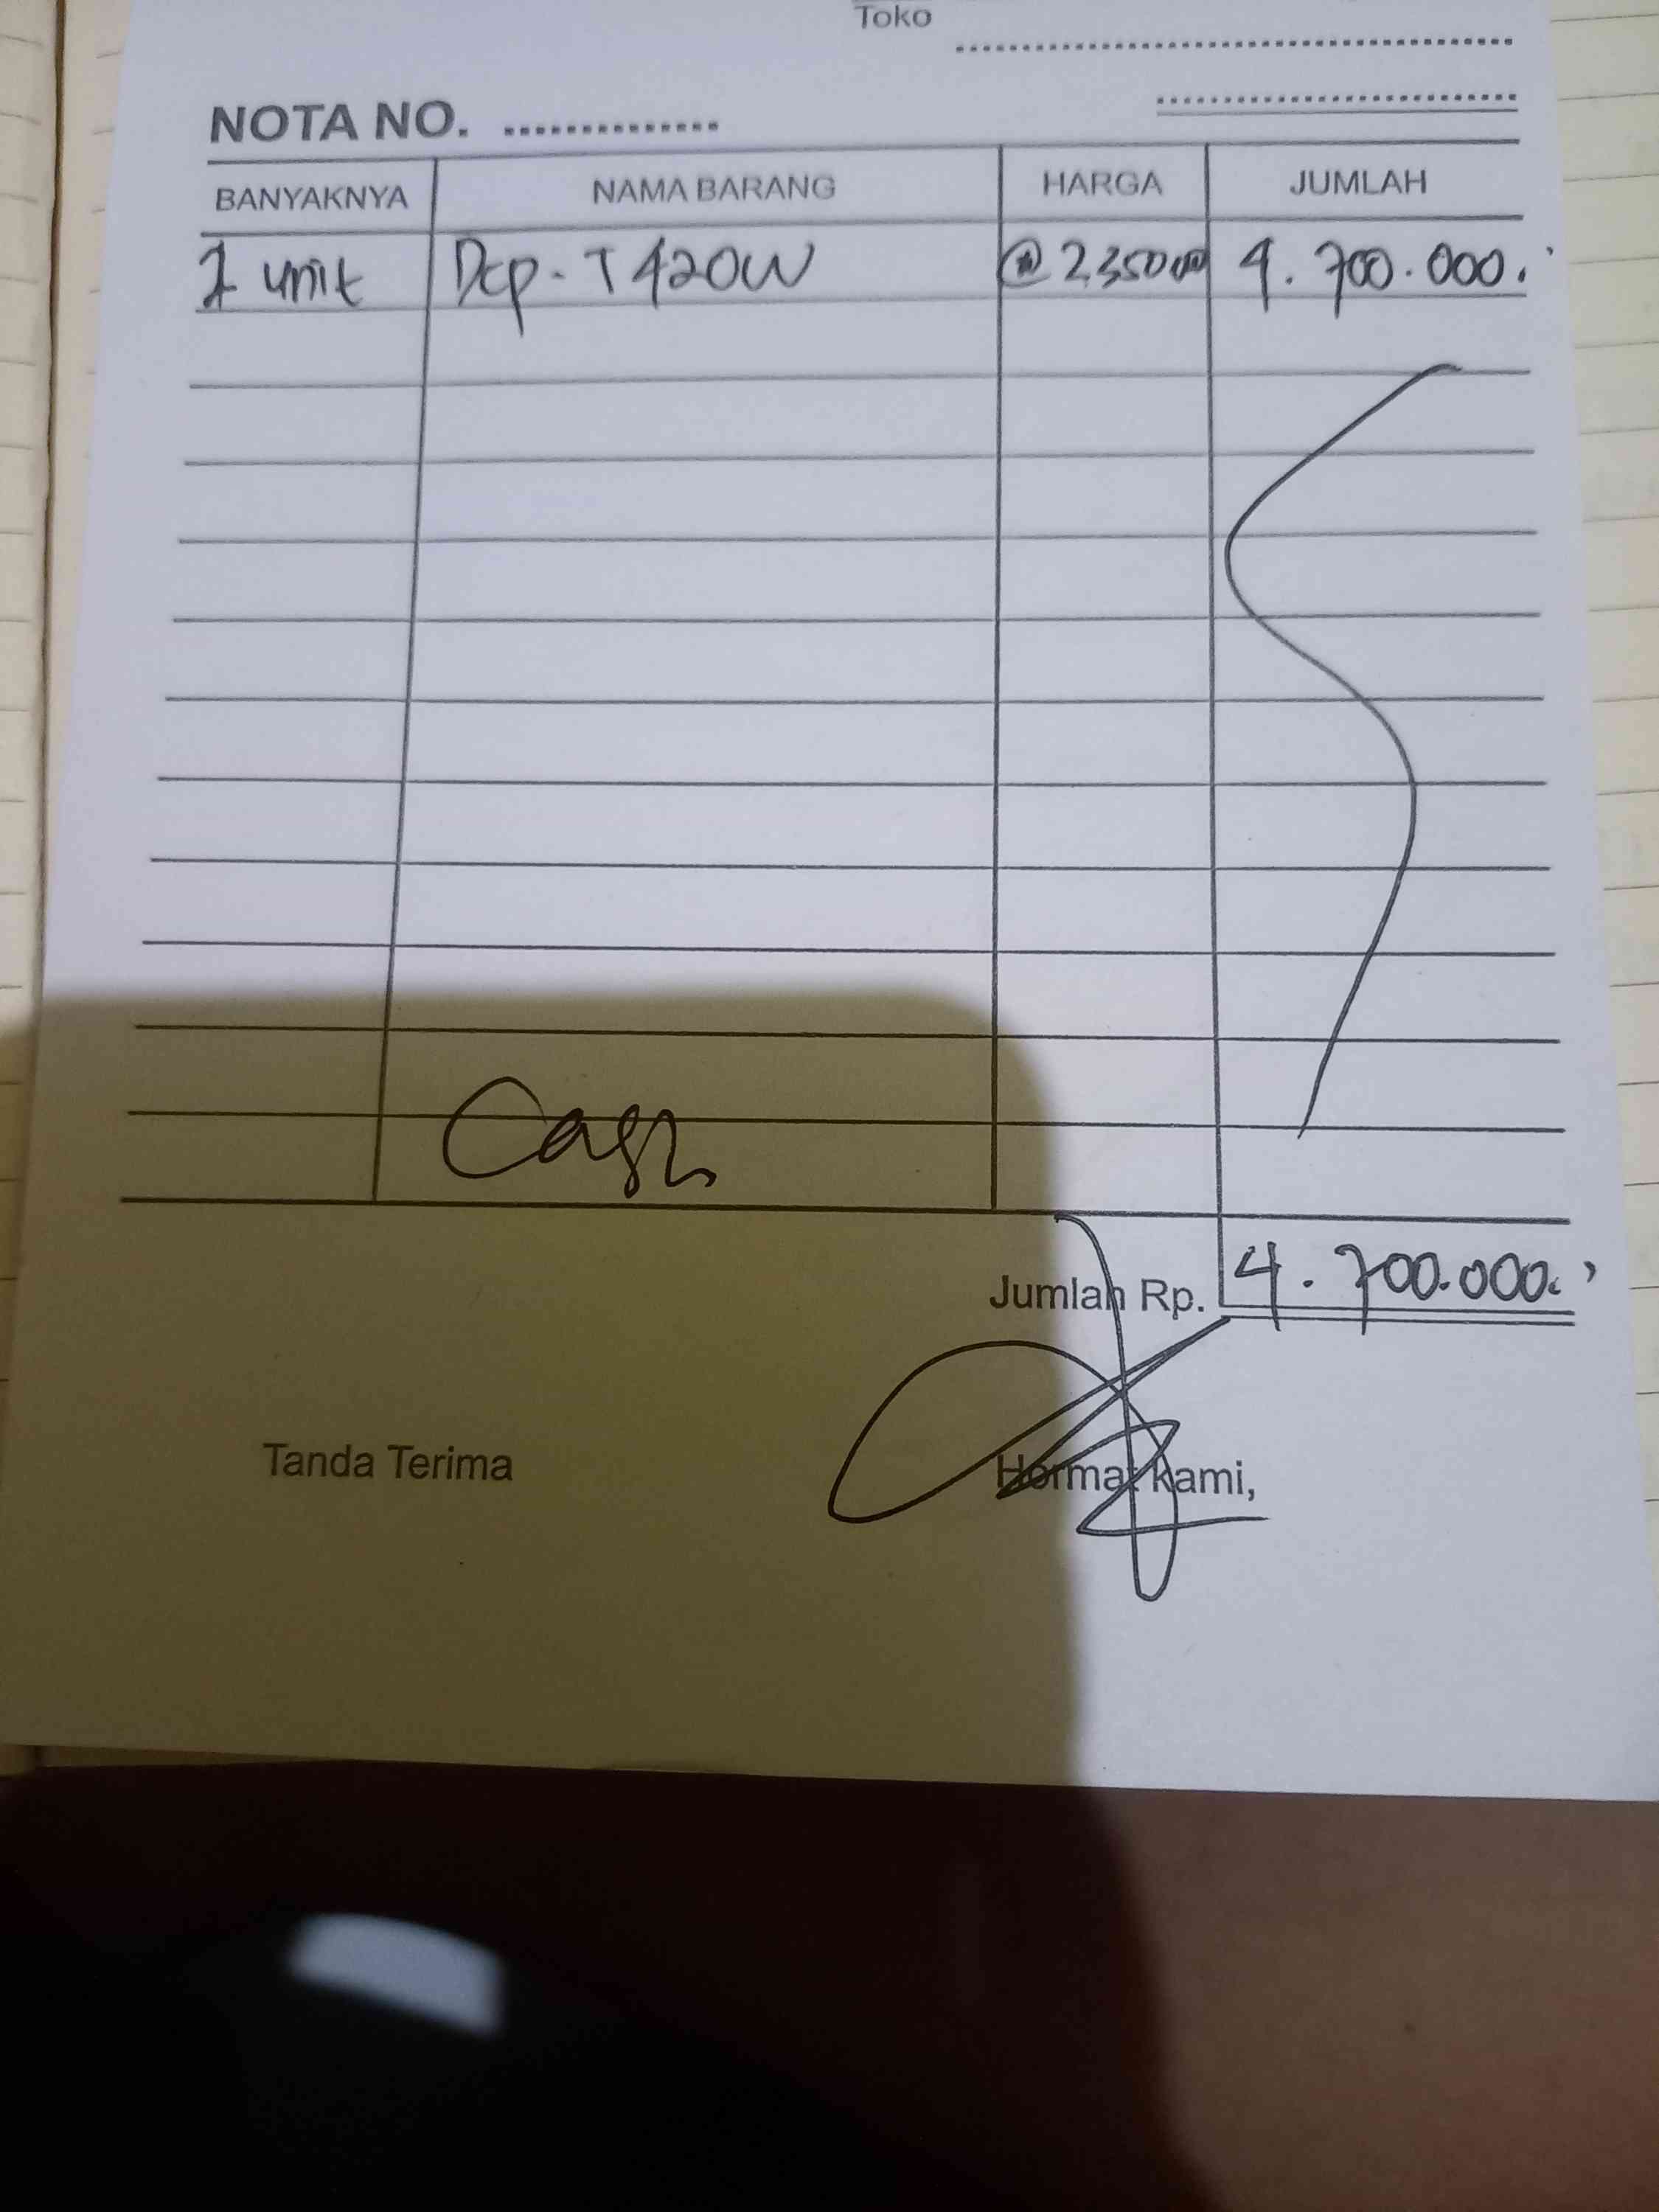 Toko
NOTA NO.
BANYAKNYA NAMA BARANG HARGA JUMLAH
2 unit Dcp-T420W @2.350.000 4.700.000.
Cash
Jumlah Rp. 4.700.000.
Tanda Terima Hormat kami,